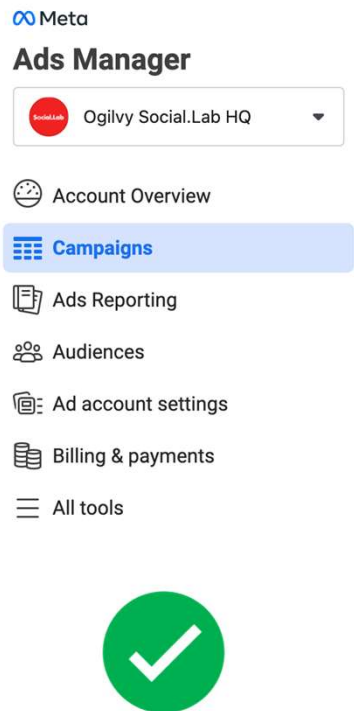 Meta
Ads Manager
Social.Lab
Ogilvy Social.Lab HQ
Account Overview
Campaigns
Ads Reporting
Audiences
Ad account settings
Billing & payments
All tools